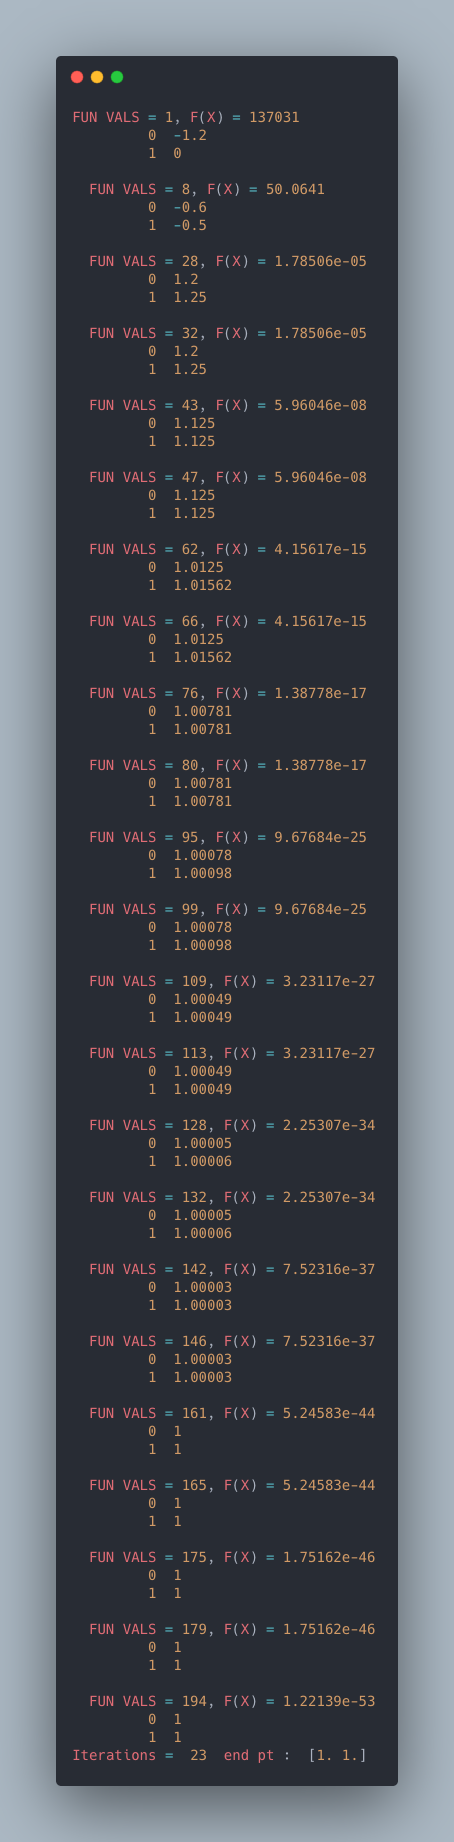 FUN VALS = 1, F(X) = 137031
0 -1.2
1 0
FUN VALS = 8, F(X) = 50.0641
0 -0.6
1 -0.5
FUN VALS = 28, F(X) = 1.78506e-05
0 1.2
1 1.25
FUN VALS = 32, F(X) = 1.78506e-05
0 1.2
1 1.25
FUN VALS = 43, F(X) = 5.96046e-08
0 1.125
1 1.125
FUN VALS = 47, F(X) = 5.96046e-08
0 1.125
1 1.125
FUN VALS = 62, F(X) = 4.15617e-15
0 1.0125
1 1.01562
FUN VALS = 66, F(X) = 4.15617e-15
0 1.0125
1 1.01562
FUN VALS = 76, F(X) = 1.38778e-17
0 1.00781
1 1.00781
FUN VALS = 80, F(X) = 1.38778e-17
0 1.00781
1 1.00781
FUN VALS = 95, F(X) = 9.67684e-25
0 1.00078
1 1.00098
FUN VALS = 99, F(X) = 9.67684e-25
0 1.00078
1 1.00098
FUN VALS = 109, F(X) = 3.23117e-27
0 1.00049
1 1.00049
FUN VALS = 113, F(X) = 3.23117e-27
0 1.00049
1 1.00049
FUN VALS = 128, F(X) = 2.25307e-34
0 1.00005
1 1.00006
FUN VALS = 132, F(X) = 2.25307e-34
0 1.00005
1 1.00006
FUN VALS = 142, F(X) = 7.52316e-37
0 1.00003
1 1.00003
FUN VALS = 146, F(X) = 7.52316e-37
0 1.00003
1 1.00003
FUN VALS = 161, F(X) = 5.24583e-44
0 1
1 1
FUN VALS = 165, F(X) = 5.24583e-44
0 1
1 1
FUN VALS = 175, F(X) = 1.75162e-46
0 1
1 1
FUN VALS = 179, F(X) = 1.75162e-46
0 1
1 1
FUN VALS = 194, F(X) = 1.22139e-53
0 1
1 1
Iterations = 23 end pt : [1. 1.]